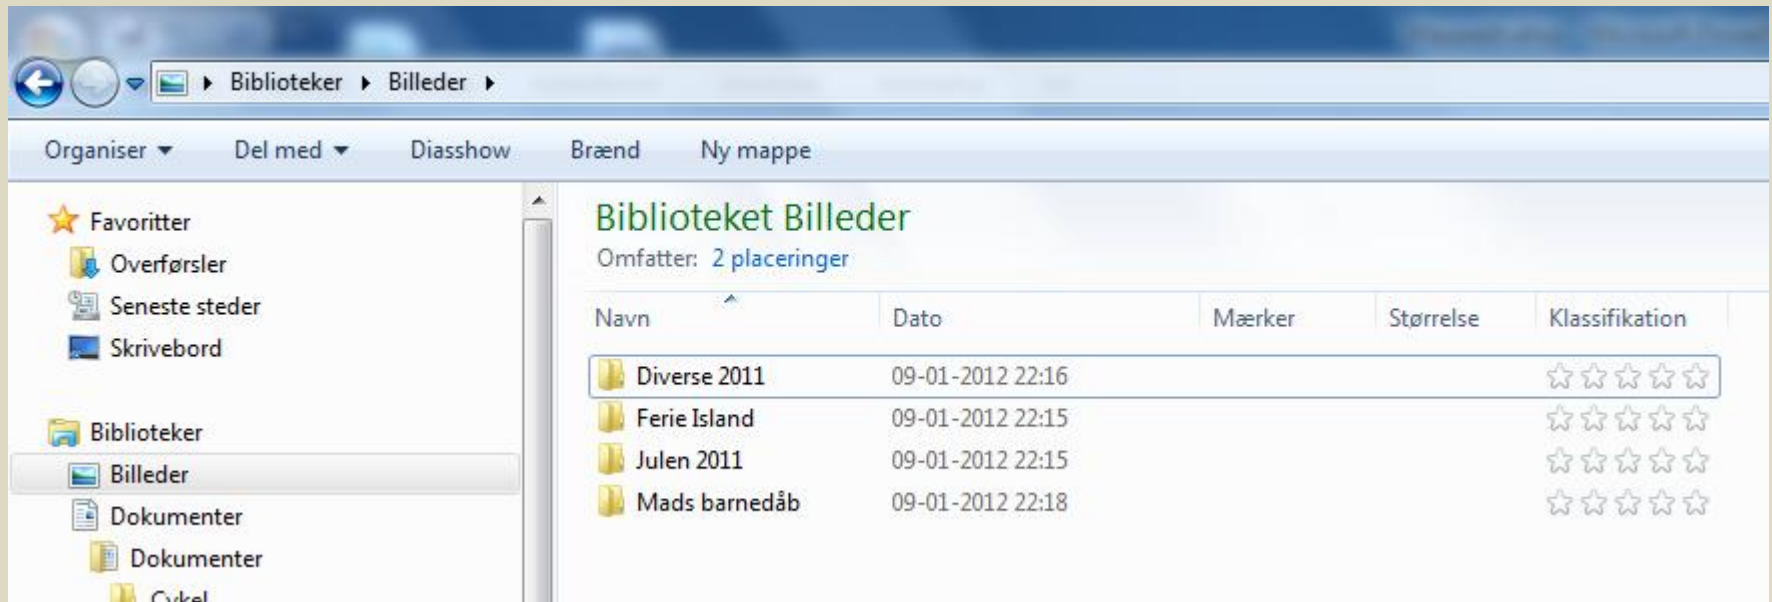 Biblioteker Billeder
Organiser Del med Diasshow Brænd Ny mappe
Favoritter
Overførsler
Seneste steder
Skrivebord
Biblioteker
Billeder
Dokumenter
Dokumenter
Cykel
Biblioteket Billeder
Omfatter: 2 placeringer
Navn Dato Mærker Størrelse Klassifikation
Diverse 2011 09-01-2012 22:16
Ferie Island 09-01-2012 22:15
Julen 2011 09-01-2012 22:15
Mads barnedåb 09-01-2012 22:18